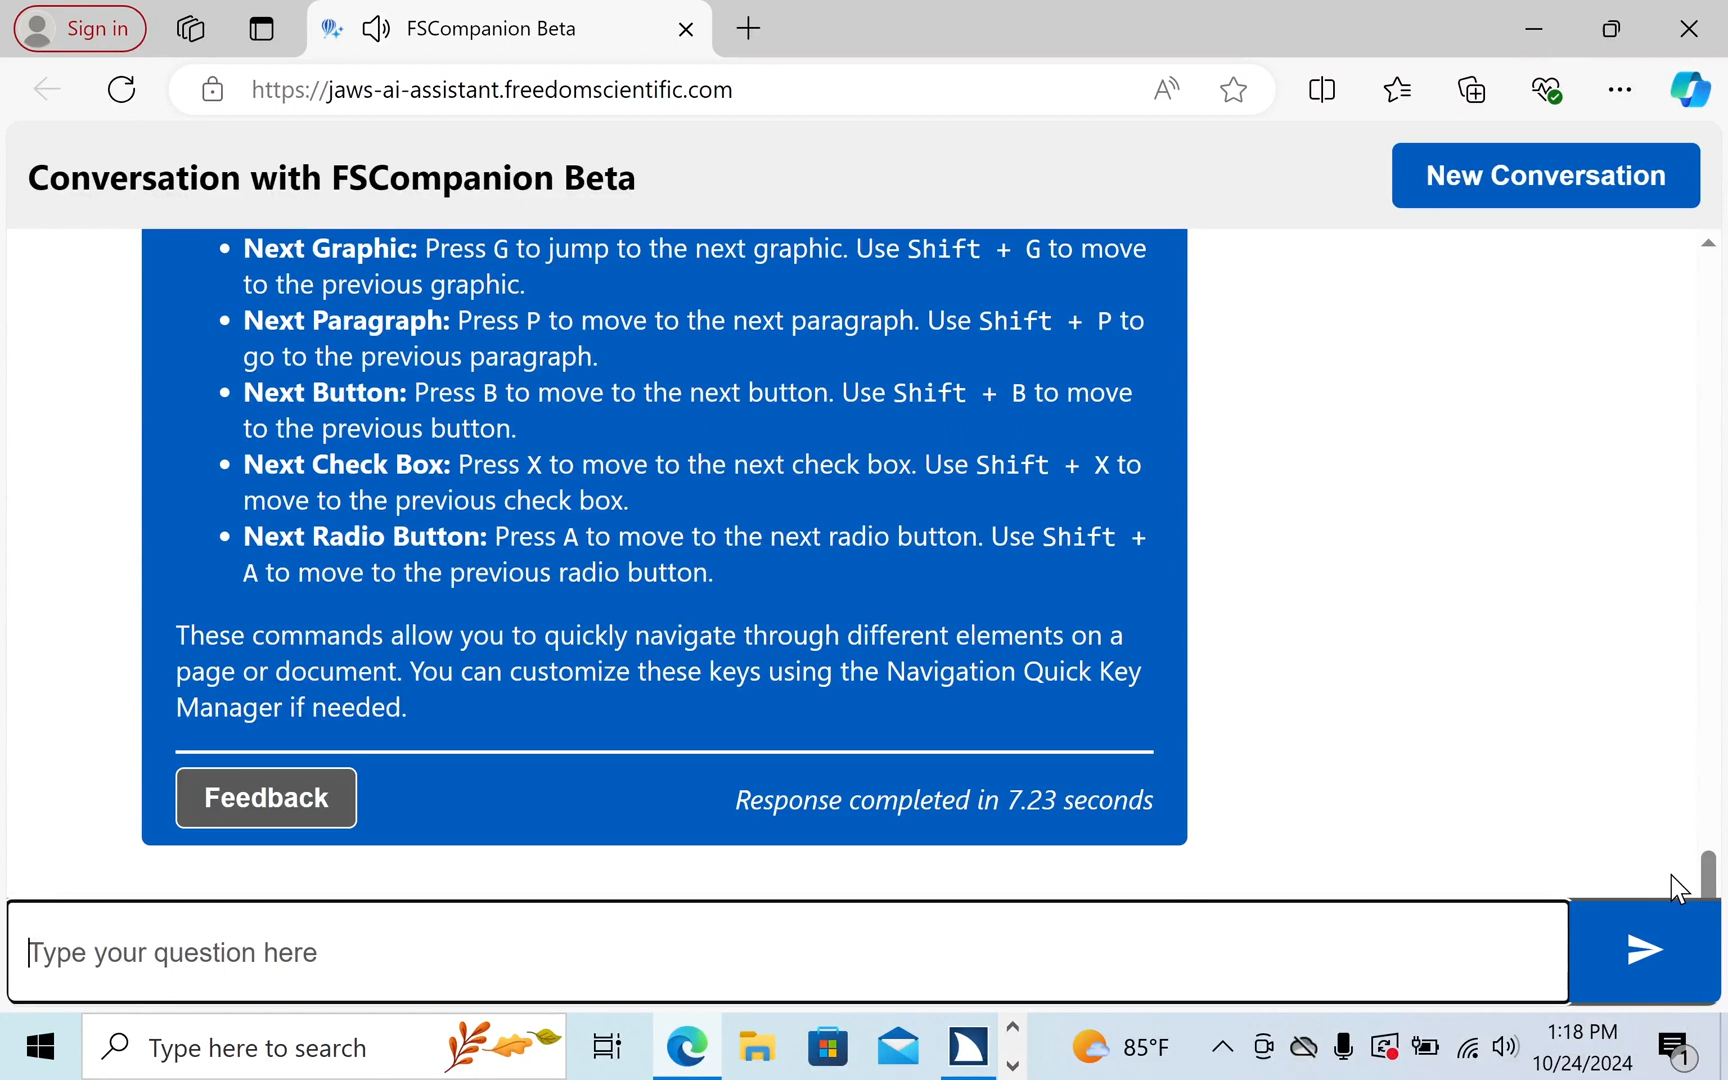 Sign in
FSCompanion Beta
https://jaws-ai-assistant.freedomscientific.com
Conversation with FSCompanion Beta
New Conversation
• Next Graphic: Press G to jump to the next graphic. Use Shift + G to move
to the previous graphic.
• Next Paragraph: Press P to move to the next paragraph. Use Shift + P to
go to the previous paragraph.
• Next Button: Press B to move to the next button. Use Shift + B to move
to the previous button.
• Next Check Box: Press X to move to the next check box. Use Shift + X to
move to the previous check box.
• Next Radio Button: Press A to move to the next radio button. Use Shift +
A to move to the previous radio button.
These commands allow you to quickly navigate through different elements on a
page or document. You can customize these keys using the Navigation Quick Key
Manager if needed.
Feedback
Response completed in 7.23 seconds
Type your question here
Type here to search
85°F
1:18 PM
10/24/2024
1